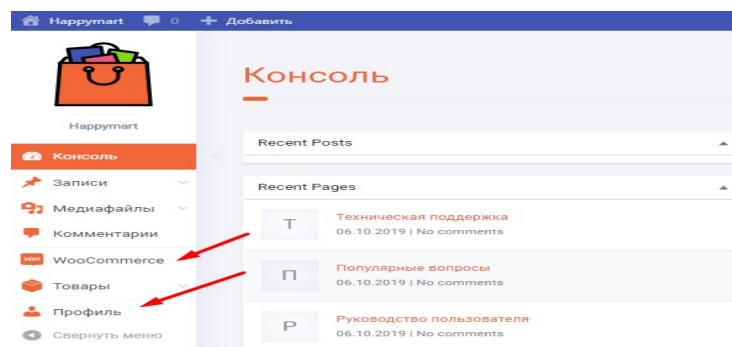 Happymart 0 Добавить
Happymart
Консоль
Записи
Медиафайлы
Комментарии
WOO WooCommerce
Товары
Профиль
Свернуть меню
Консоль
Recent Posts
Recent Pages
Т
Техническая поддержка
06.10.2019 | No comments
П
Популярные вопросы
06.10.2019 | No comments
Р
Руководство пользователя
06.10.2019 | No comments